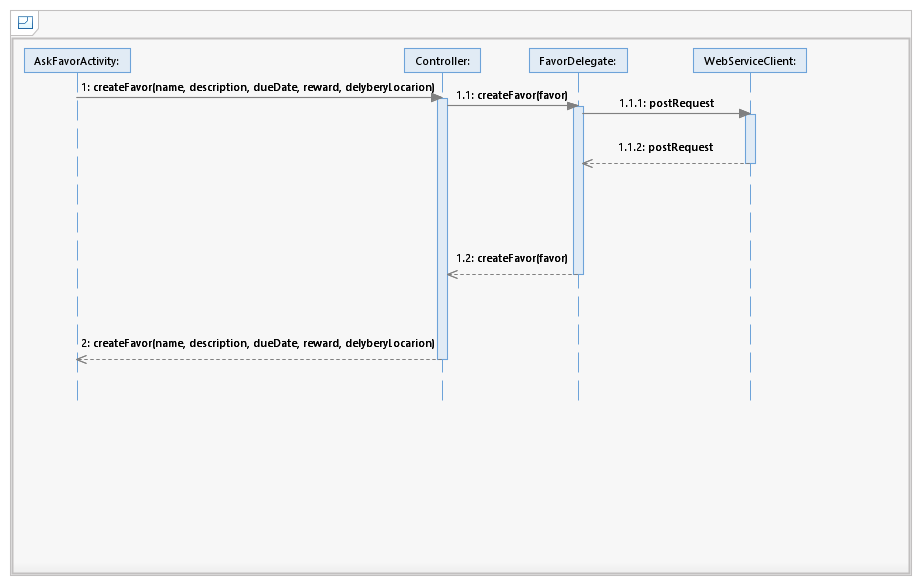 AskFavorActivity:
Controller:
FavorDelegate:
WebServiceClient:
1: createFavor(name, description, dueDate, reward, delyberyLocarion)
1.1: createFavor(favor)
1.1.1: postRequest
1.1.2: postRequest
1.2: createFavor(favor)
2: createFavor(name, description, dueDate, reward, delyberyLocarion)